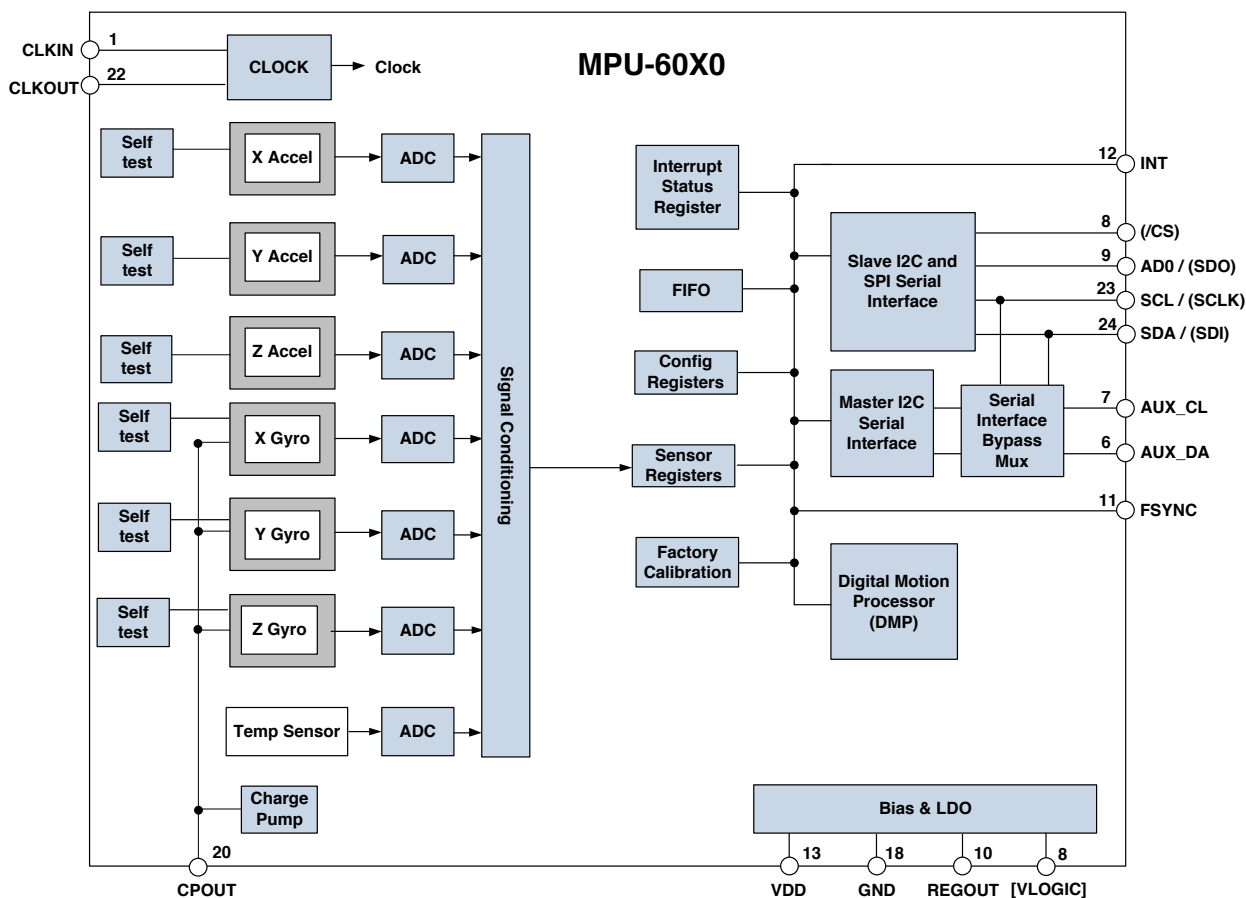 MPU-60X0
CLKIN
1
CLKOUT
22
CLOCK
Clock
Self
test
X Accel
ADC
Self
test
Y Accel
ADC
Self
test
Z Accel
ADC
Self
test
X Gyro
ADC
Self
test
Y Gyro
ADC
Self
test
Z Gyro
ADC
Temp Sensor
ADC
Signal Conditioning
Charge
Pump
20
CPOUT
Interrupt
Status
Register
FIFO
Config
Registers
Sensor
Registers
Factory
Calibration
Slave I2C and
SPI Serial
Interface
Master I2C
Serial
Interface
Serial
Interface
Bypass
Mux
Digital Motion
Processor
(DMP)
12
INT
8
(/CS)
9
AD0 / (SDO)
23
SCL / (SCLK)
24
SDA / (SDI)
7
AUX_CL
6
AUX_DA
11
FSYNC
Bias & LDO
13
VDD
18
GND
10
REGOUT
8
[VLOGIC]